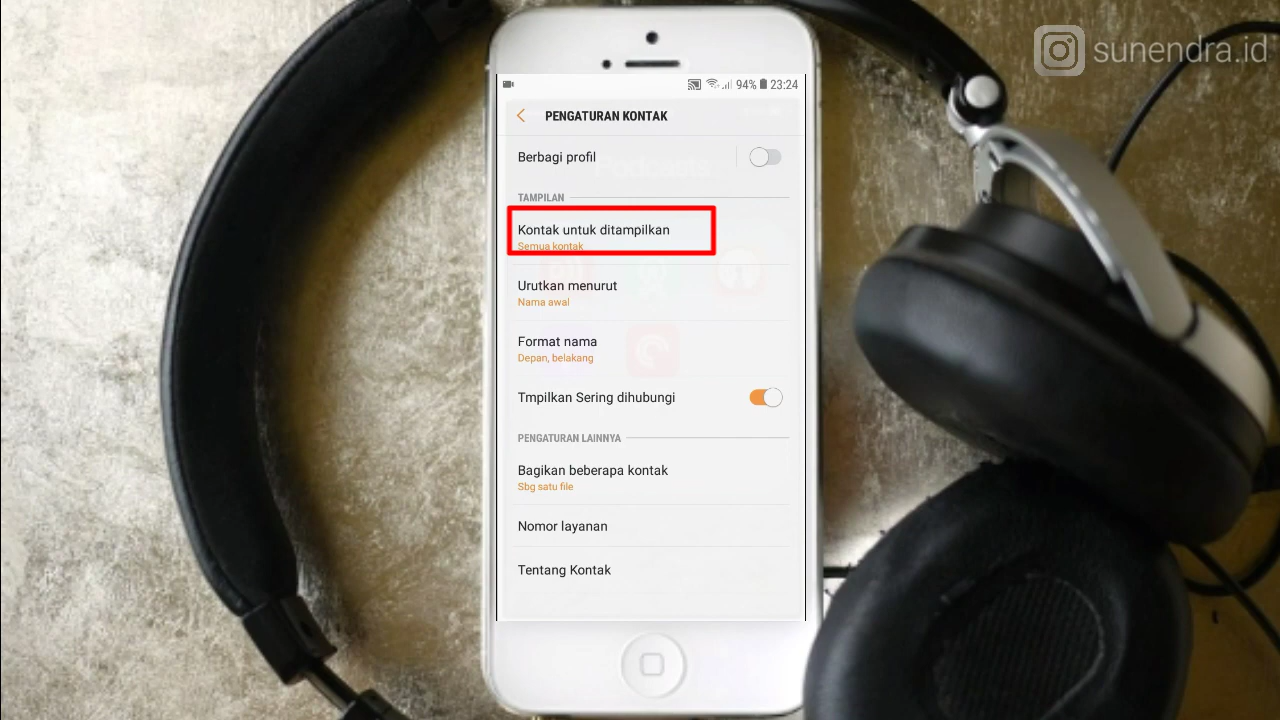 sunendra.id
94% 23:24
PENGATURAN KONTAK
Berbagi profil
Podcasts
TAMPILAN
Kontak untuk ditampilkan
Semua kontak
Urutkan menurut
Nama awal
Format nama
Depan, belakang
Tmpilkan Sering dihubungi
PENGATURAN LAINNYA
Bagikan beberapa kontak
Sbg satu file
Nomor layanan
Tentang Kontak